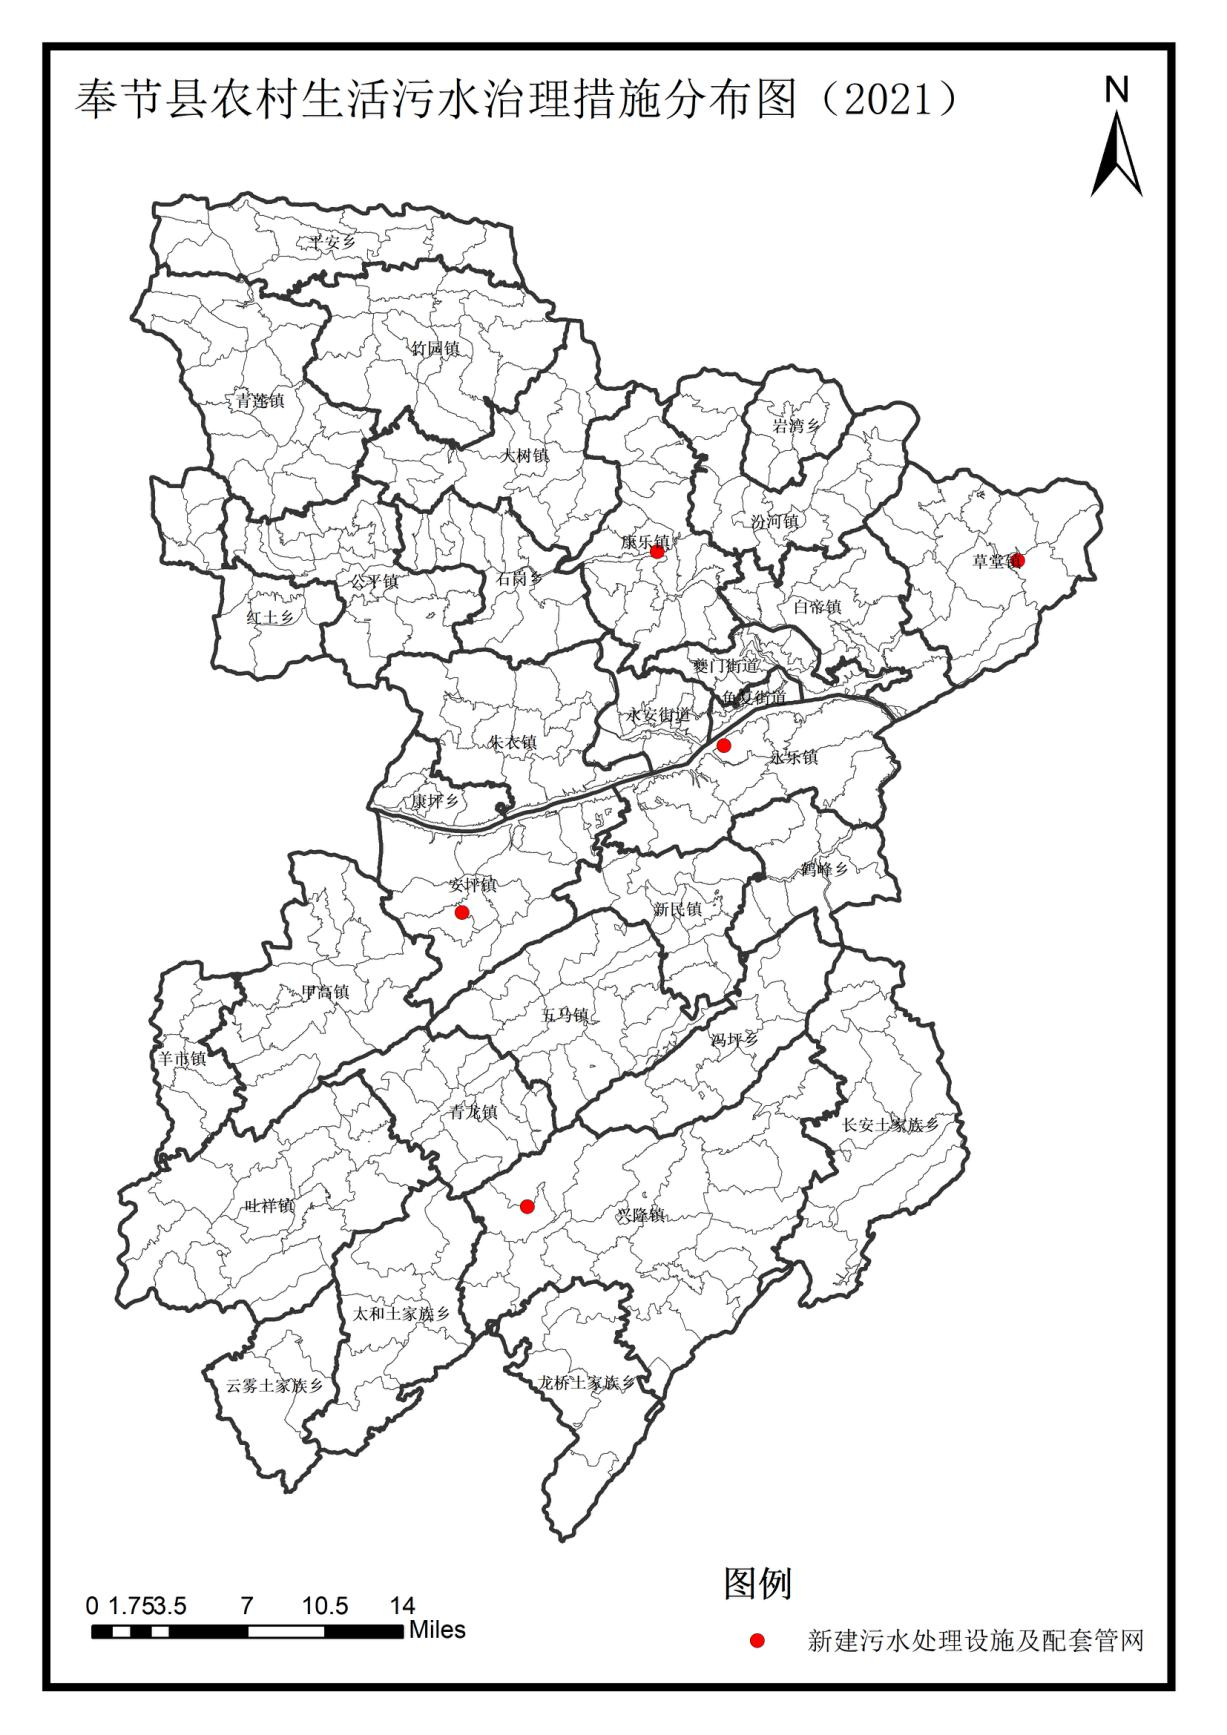 奉节县农村生活污水治理措施分布图（2021）
N
平安乡
竹园镇
青莲镇
岩湾乡
大树镇
汾河镇
康乐镇
草堂镇
石岗乡
公平镇
白帝镇
红土乡
夔门街道
鱼复街道
永安街道
朱衣镇
永乐镇
康坪乡
鹤峰乡
安坪镇
新民镇
甲高镇
五马镇
冯坪乡
羊市镇
青龙镇
长安土家族乡
吐祥镇
兴隆镇
太和土家族乡
云雾土家族乡
龙桥土家族乡
图例
0 1.75 3.5 7 10.5 14
Miles
新建污水处理设施及配套管网